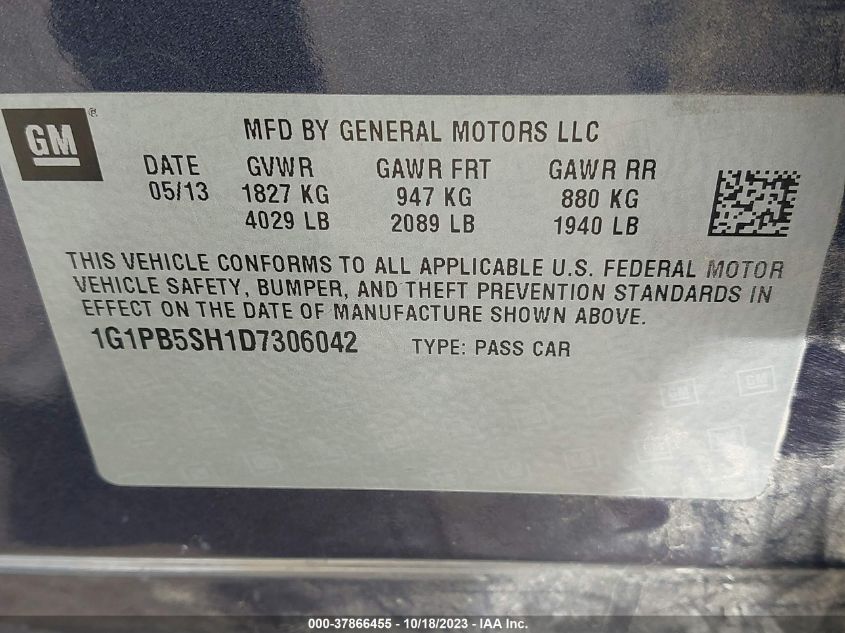 GM®
MFD BY GENERAL MOTORS LLC
DATE GVWR GAWR FRT GAWR RR
05/13 1827 KG 947 KG 880 KG
4029 LB 2089 LB 1940 LB
THIS VEHICLE CONFORMS TO ALL APPLICABLE U.S. FEDERAL MOTOR
VEHICLE SAFETY, BUMPER, AND THEFT PREVENTION STANDARDS IN
EFFECT ON THE DATE OF MANUFACTURE SHOWN ABOVE.
1G1PB5SH1D7306042 TYPE: PASS CAR
000-37866455 - 10/18/2023 - IAA Inc.